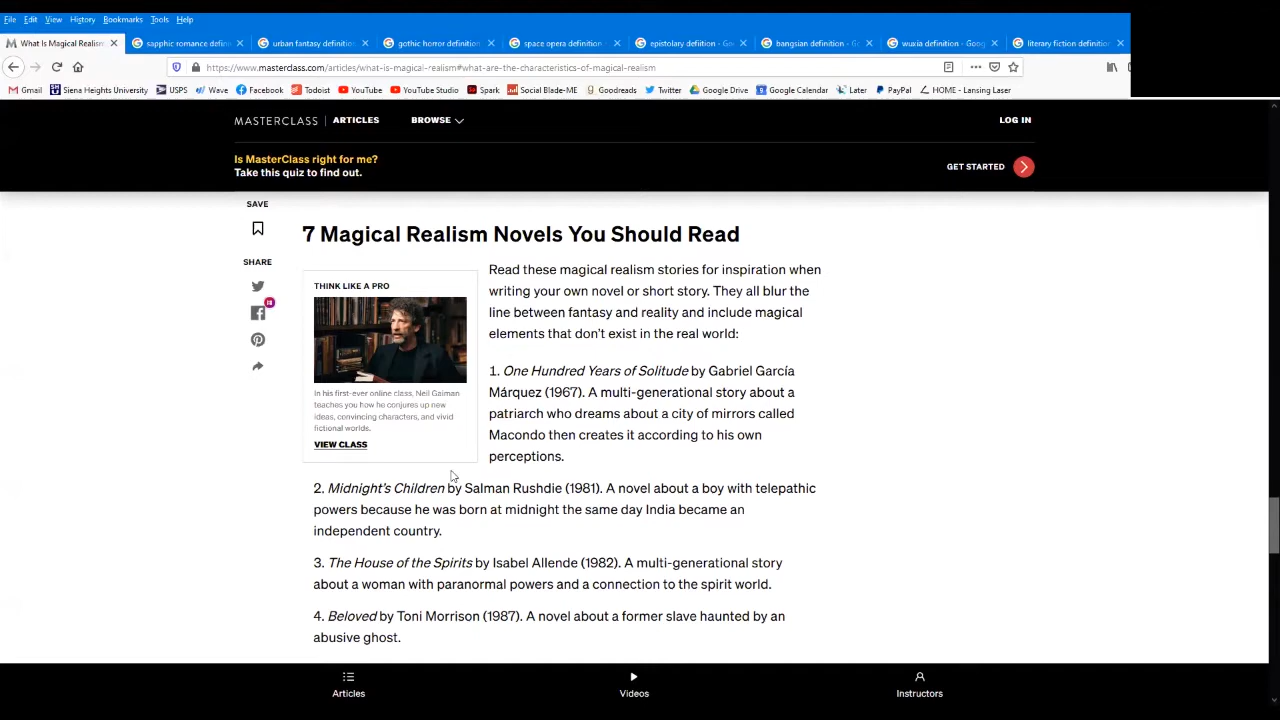 File Edit View History Bookmarks Tools Help
What Is Magical Realism sapphic romance defin urban fantasy definition gothic horror definition space opera definition epistolary defiition - Go bangsian definition - Goog wuxia definition - Goog literary fiction definition
https://www.masterclass.com/articles/what-is-magical-realism#what-are-the-characteristics-of-magical-realism
Gmail Siena Heights University USPS Wave Facebook Todoist YouTube YouTube Studio Spark Social Blade-ME Goodreads Twitter Google Drive Google Calendar Later PayPal HOME - Lansing Laser
MASTERCLASS | ARTICLES BROWSE LOG IN
Is MasterClass right for me?
Take this quiz to find out.
GET STARTED
SAVE
SHARE
7 Magical Realism Novels You Should Read
THINK LIKE A PRO
In his first-ever online class, Neil Gaiman
teaches you how he conjures up new
ideas, convincing characters, and vivid
fictional worlds.
VIEW CLASS
Read these magical realism stories for inspiration when
writing your own novel or short story. They all blur the
line between fantasy and reality and include magical
elements that don't exist in the real world:
1. One Hundred Years of Solitude by Gabriel García
Márquez (1967). A multi-generational story about a
patriarch who dreams about a city of mirrors called
Macondo then creates it according to his own
perceptions.
2. Midnight's Children by Salman Rushdie (1981). A novel about a boy with telepathic
powers because he was born at midnight the same day India became an
independent country.
3. The House of the Spirits by Isabel Allende (1982). A multi-generational story
about a woman with paranormal powers and a connection to the spirit world.
4. Beloved by Toni Morrison (1987). A novel about a former slave haunted by an
abusive ghost.
Articles Videos Instructors